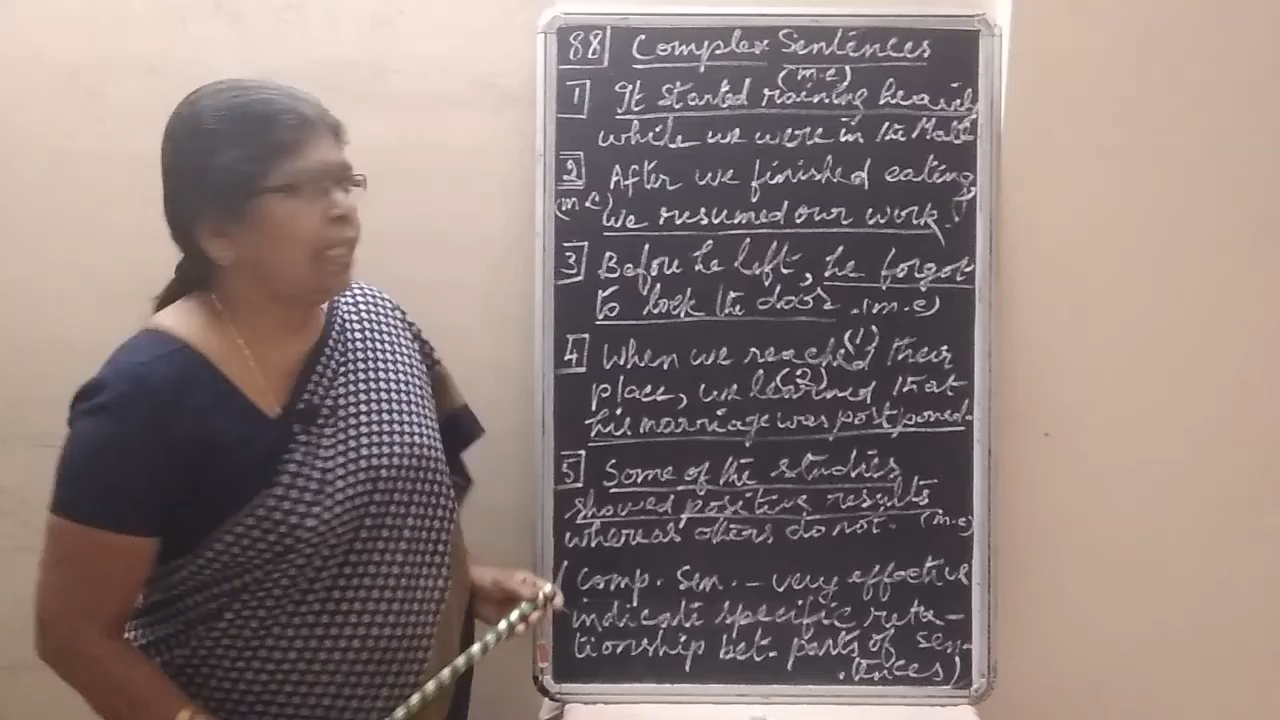 88 Complex Sentences
(m.c)
1 It started raining heavily
while we were in the Mall
2 After we finished eating,
(m c) we resumed our work.
3 Before he left, he forgot
to lock the door. (m.c)
4 When we reached (1) their
place, we learned (2) that
his marriage was postponed.
5 Some of the studies
showed positive results
whereas others do not. (m.c)
(comp. sen. - very effective
indicate specific rela-
tionship bet. parts of sen-
tences)